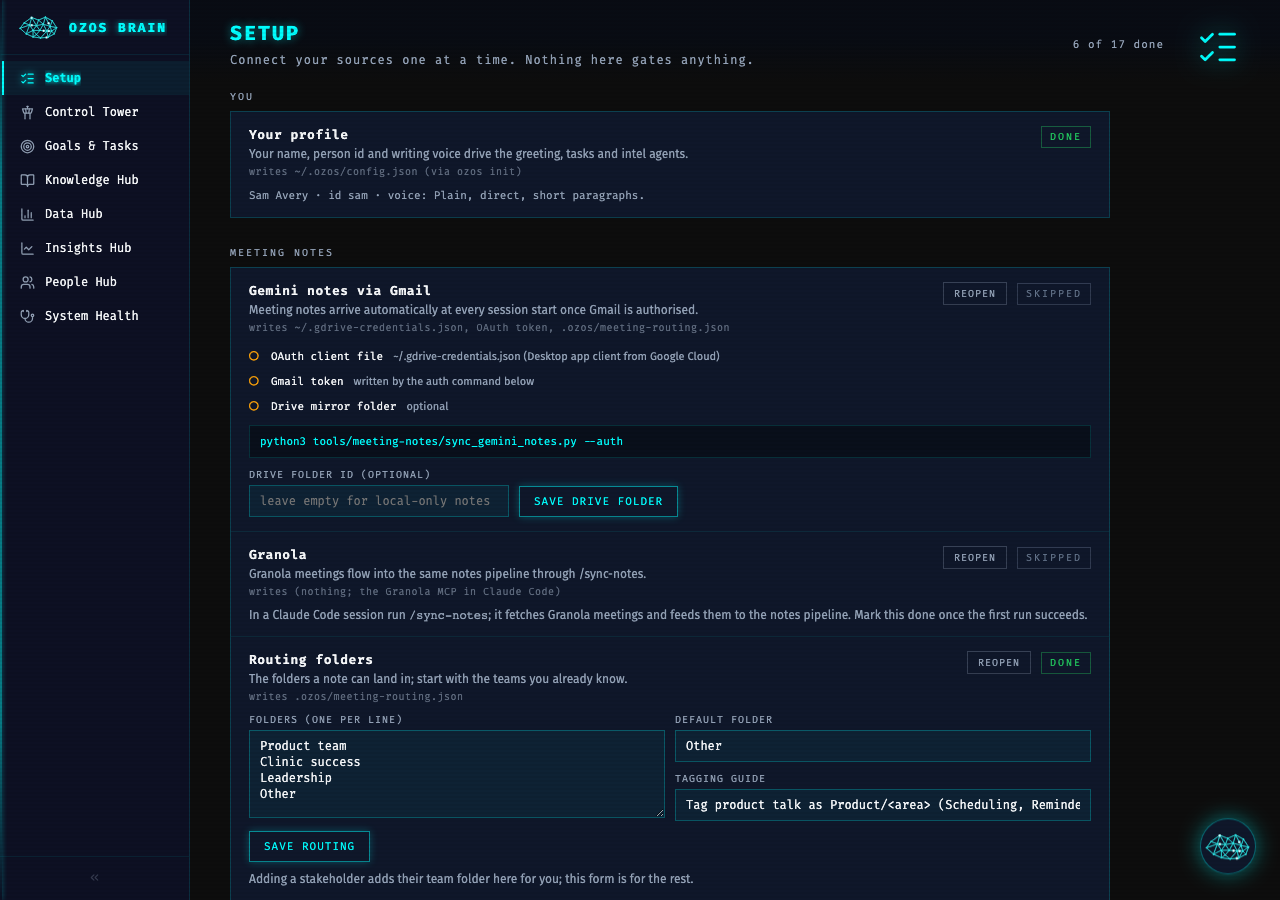 OZOS BRAIN
Setup
Control Tower
Goals & Tasks
Knowledge Hub
Data Hub
Insights Hub
People Hub
System Health
«
SETUP
Connect your sources one at a time. Nothing here gates anything.
6 of 17 done
YOU
Your profile
DONE
Your name, person id and writing voice drive the greeting, tasks and intel agents.
writes ~/.ozos/config.json (via ozos init)
Sam Avery · id sam · voice: Plain, direct, short paragraphs.
MEETING NOTES
Gemini notes via Gmail
REOPEN
SKIPPED
Meeting notes arrive automatically at every session start once Gmail is authorised.
writes ~/.gdrive-credentials.json, OAuth token, .ozos/meeting-routing.json
OAuth client file ~/.gdrive-credentials.json (Desktop app client from Google Cloud)
Gmail token written by the auth command below
Drive mirror folder optional
python3 tools/meeting-notes/sync_gemini_notes.py --auth
DRIVE FOLDER ID (OPTIONAL)
leave empty for local-only notes
SAVE DRIVE FOLDER
Granola
REOPEN
SKIPPED
Granola meetings flow into the same notes pipeline through /sync-notes.
writes (nothing; the Granola MCP in Claude Code)
In a Claude Code session run /sync-notes; it fetches Granola meetings and feeds them to the notes pipeline. Mark this done once the first run succeeds.
Routing folders
REOPEN
DONE
The folders a note can land in; start with the teams you already know.
writes .ozos/meeting-routing.json
FOLDERS (ONE PER LINE)
Product team
Clinic success
Leadership
Other
DEFAULT FOLDER
Other
TAGGING GUIDE
Tag product talk as Product/<area> (Scheduling, Reminde
SAVE ROUTING
Adding a stakeholder adds their team folder here for you; this form is for the rest.